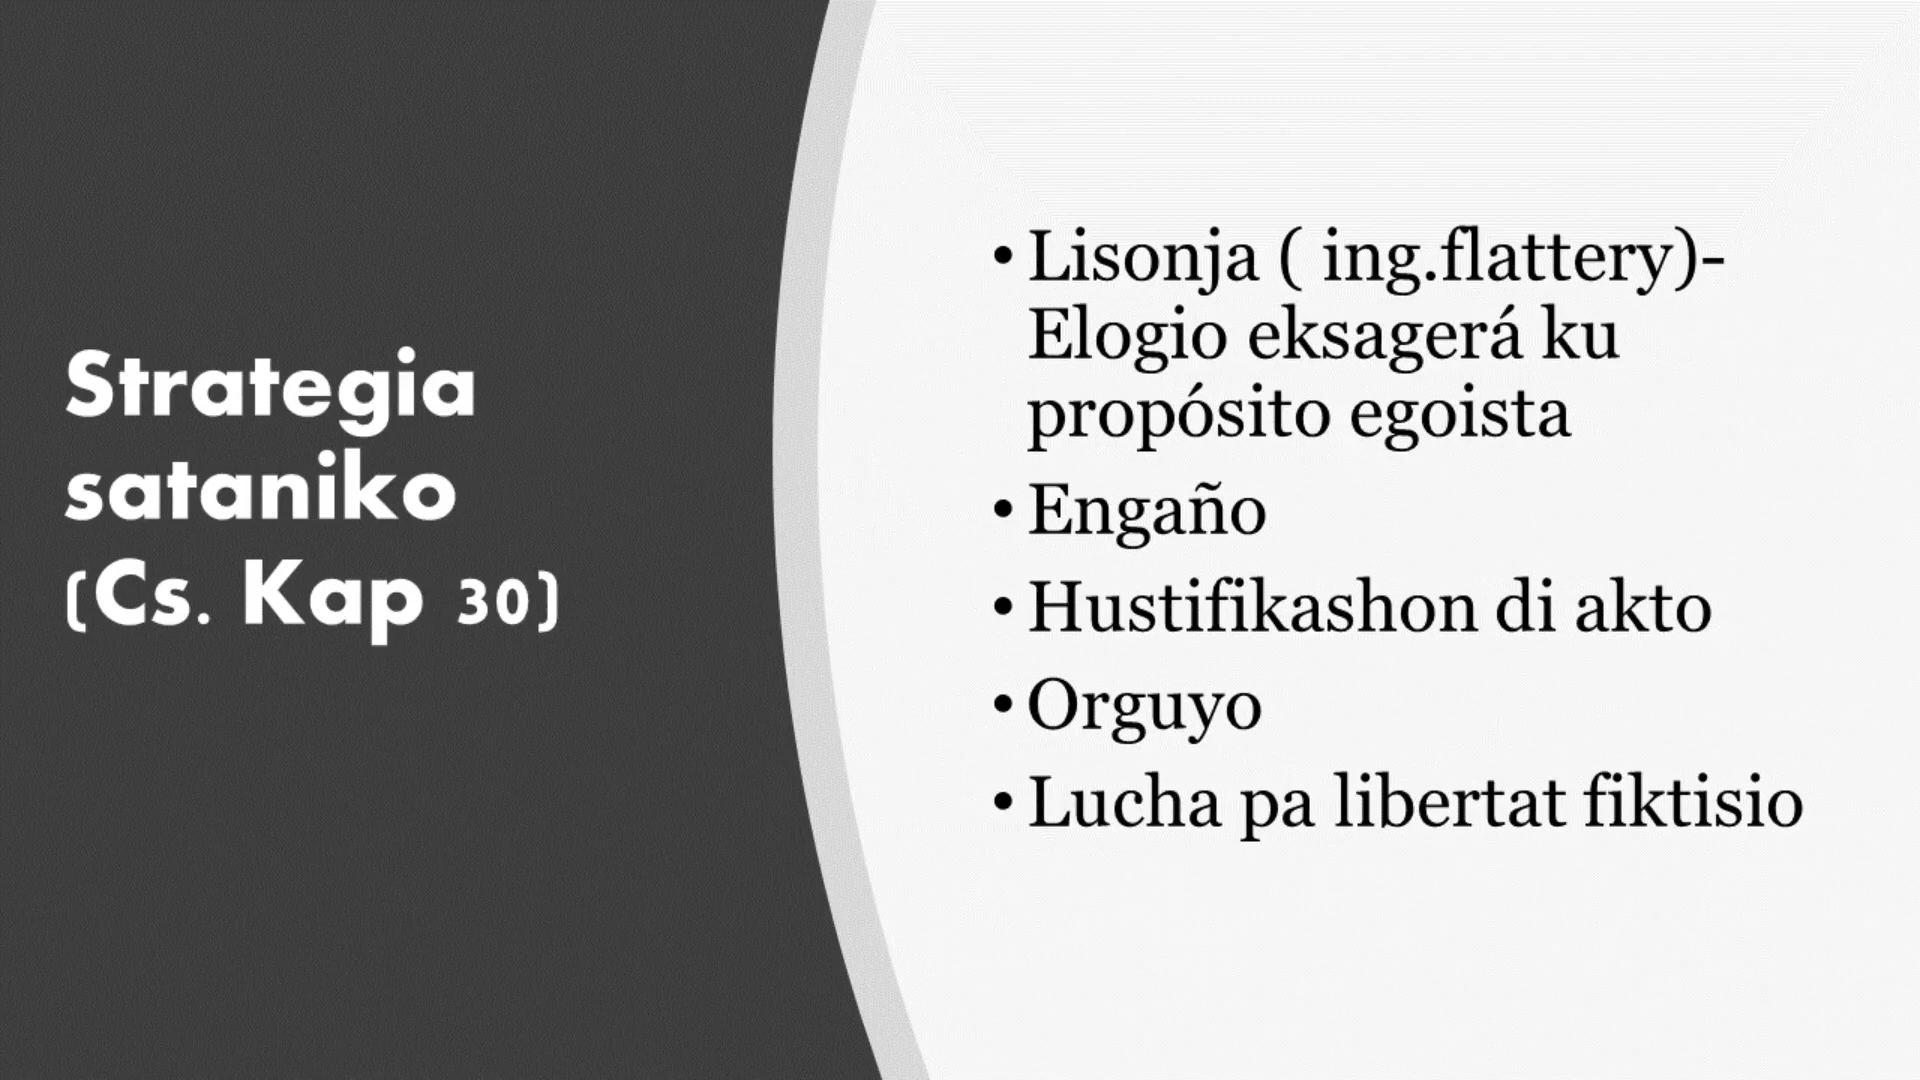 Strategia
sataniko
(Cs. Kap 30)
• Lisonja ( ing.flattery)-
Elogio eksagerá ku
propósito egoista
• Engaño
• Hustifikashon di akto
• Orguyo
• Lucha pa libertat fiktisio